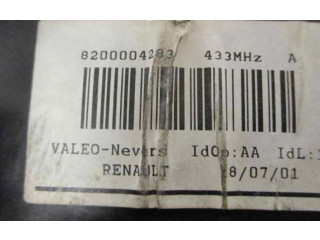 8200004283 433MHz A
VALEO-Nevers IdOp:AA IdL:
RENAULT 8/07/01